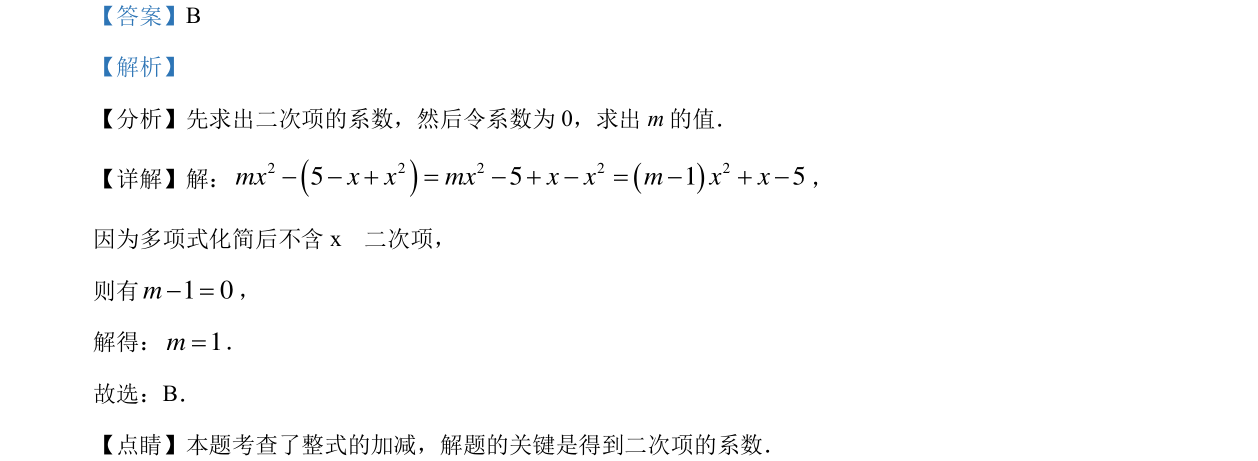 【答案】B
【解析】
【分析】先求出二次项的系数，然后令系数为 0，求出 m 的值．
【详解】解：mx² −(5−x+x²)=mx² −5+x−x² =(m−1)x² +x−5，
因为多项式化简后不含 x 二次项，
则有 m−1=0，
解得：m=1．
故选：B．
【点睛】本题考查了整式的加减，解题的关键是得到二次项的系数．